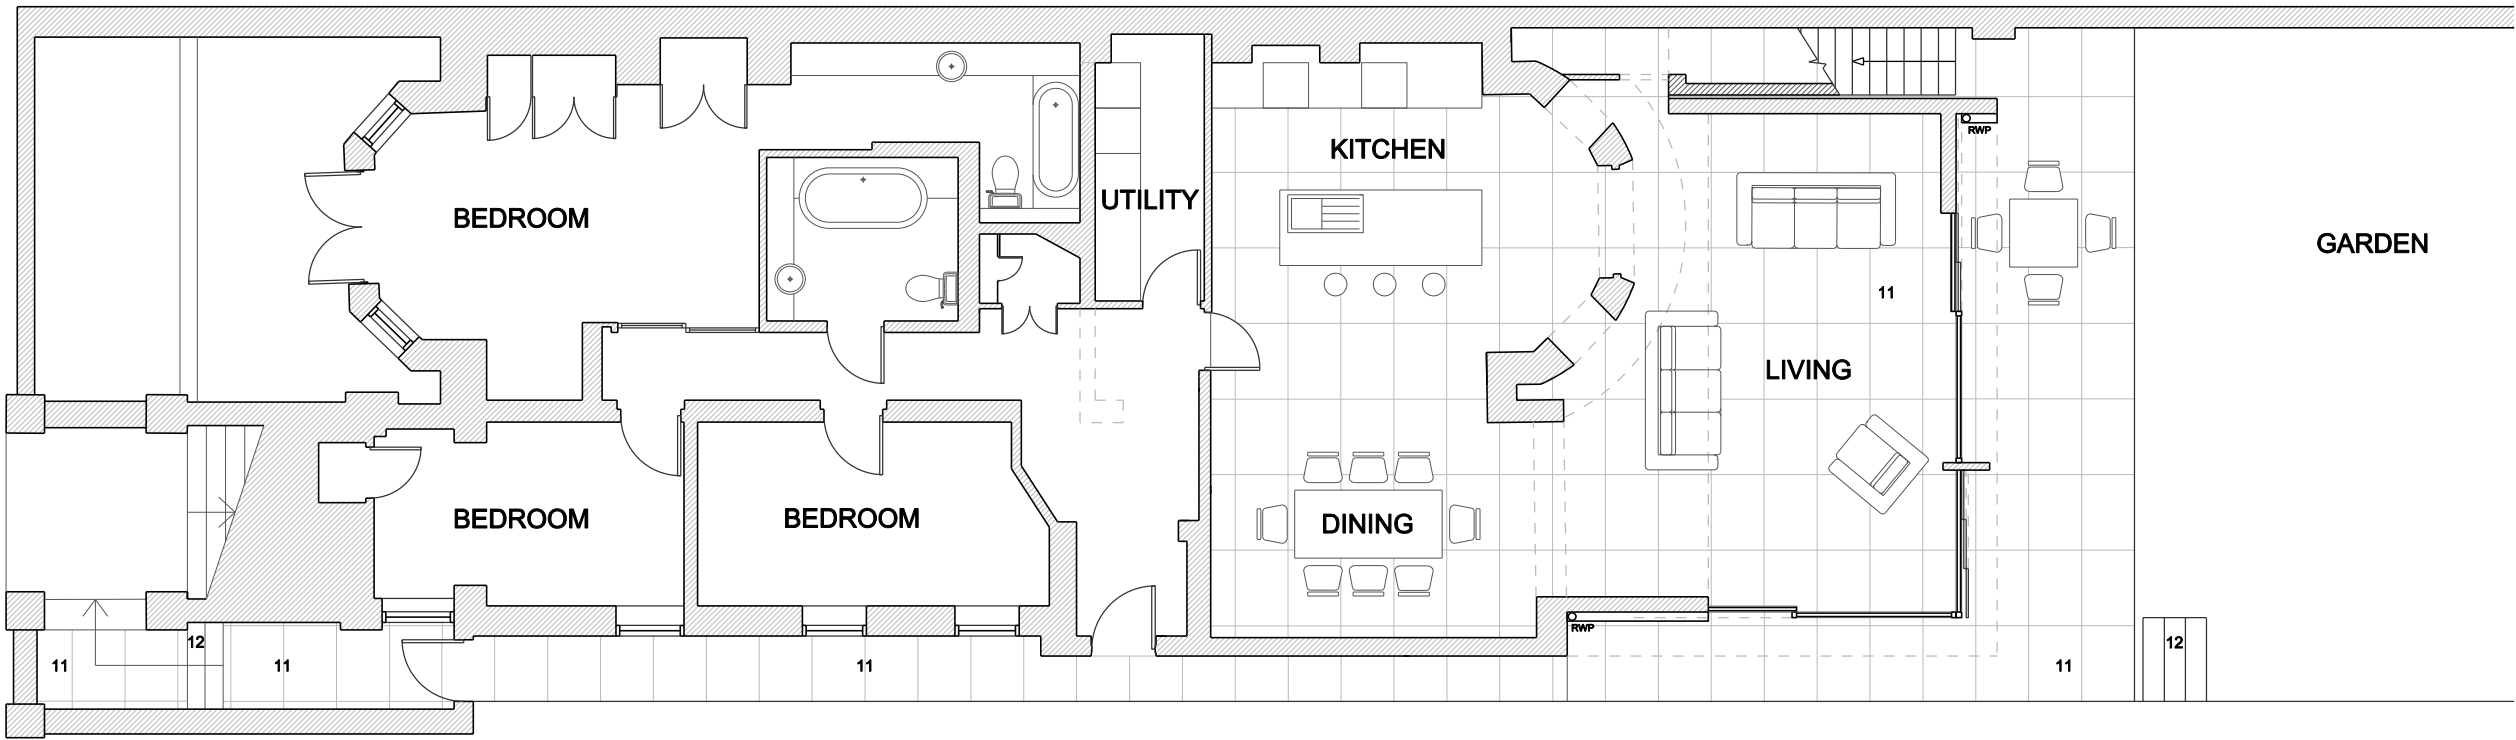 KITCHEN
RWP
UTILITY
BEDROOM
GARDEN
11
LIVING
BEDROOM
BEDROOM
DINING
RWP
12
12
11
11
11
11